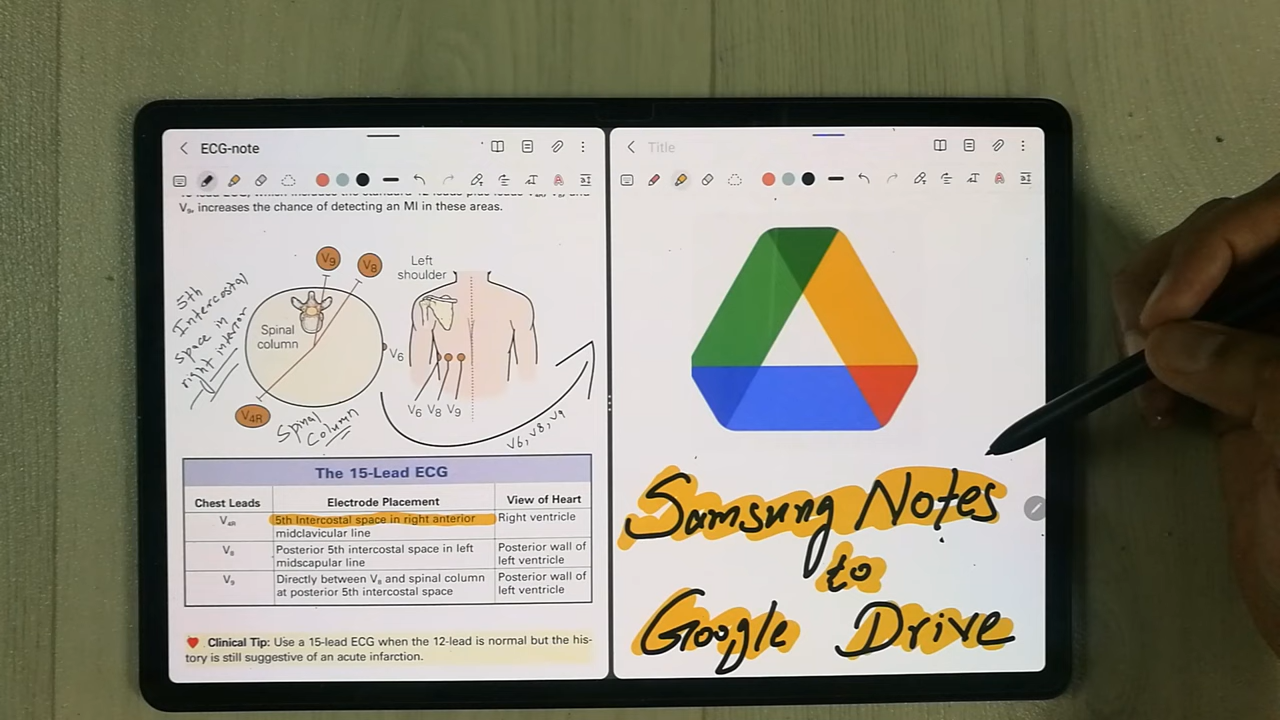 ECG-note
V9, increases the chance of detecting an MI in these areas.
V9
V8
Left
shoulder
5th
Intercostal
space in
right interior
Spinal
column
V6
V4R
Spinal
Column
V6 V8 V9
V6, V8, V9
The 15-Lead ECG
Chest Leads Electrode Placement View of Heart
V4R 5th Intercostal space in right anterior midclavicular line Right ventricle
V8 Posterior 5th intercostal space in left midscapular line Posterior wall of left ventricle
V9 Directly between V8 and spinal column at posterior 5th intercostal space Posterior wall of left ventricle
Clinical Tip: Use a 15-lead ECG when the 12-lead is normal but the his-
tory is still suggestive of an acute infarction.
Title
Samsung Notes
to
Google Drive